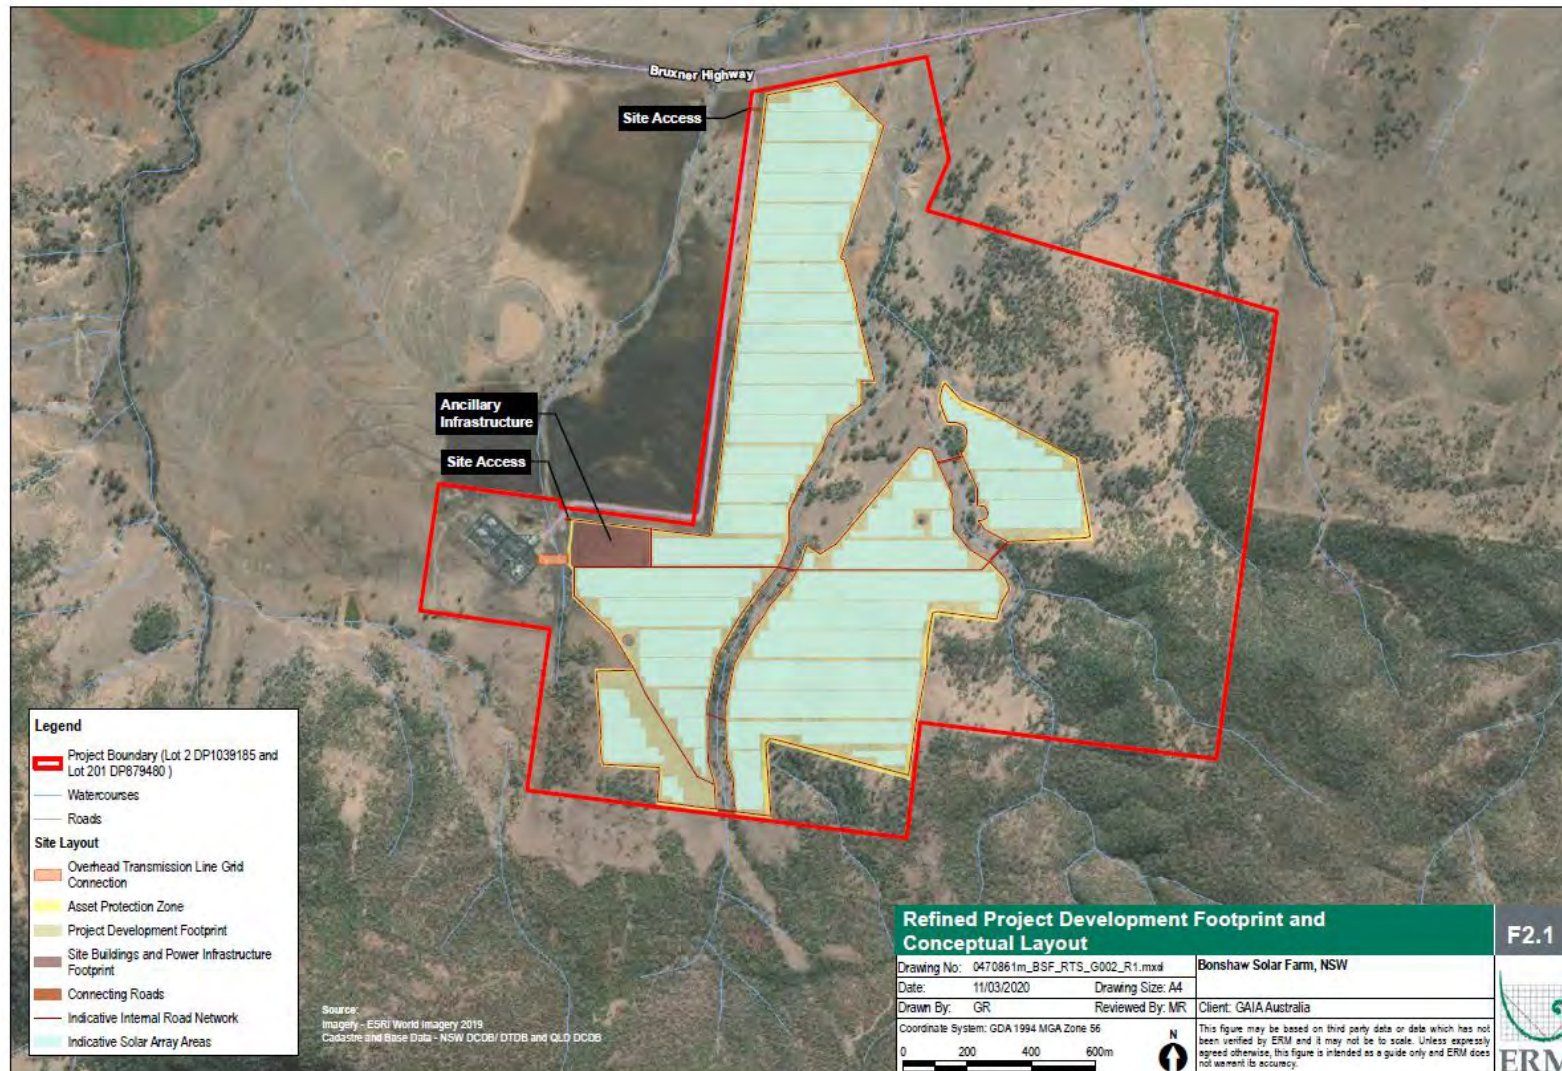 Bruxner Highway
Site Access
Ancillary
Infrastructure
Site Access
Legend
Project Boundary (Lot 2 DP1039185 and
Lot 201 DP879480 )
Watercourses
Roads
Site Layout
Overhead Transmission Line Grid
Connection
Asset Protection Zone
Project Development Footprint
Site Buildings and Power Infrastructure
Footprint
Connecting Roads
Indicative Internal Road Network
Indicative Solar Array Areas
Source:
Imagery - ESRI World Imagery 2019
Cadastre and Base Data - NSW DCDB/ DTDB and QLD DCDB
Refined Project Development Footprint and
Conceptual Layout
F2.1
Drawing No: 0470861m_BSF_RTS_G002_R1.mxd
Bonshaw Solar Farm, NSW
Date: 11/03/2020 Drawing Size: A4
Drawn By: GR Reviewed By: MR
Client: GAIA Australia
Coordinate System: GDA 1994 MGA Zone 56
N
0 200 400 600m
This figure may be based on third party data or data which has not
been verified by ERM and it may not be to scale. Unless expressly
agreed otherwise, this figure is intended as a guide only and ERM does
not warrant its accuracy.
ERM